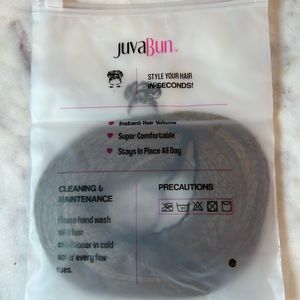 JuvaBun™
STYLE YOUR HAIR
IN-SECONDS!
Instant Hair Volume
Super Comfortable
Stays In Place All Day
CLEANING &
MAINTENANCE
PRECAUTIONS
Please hand wash
with hair
conditioner in cold
water every few
uses.